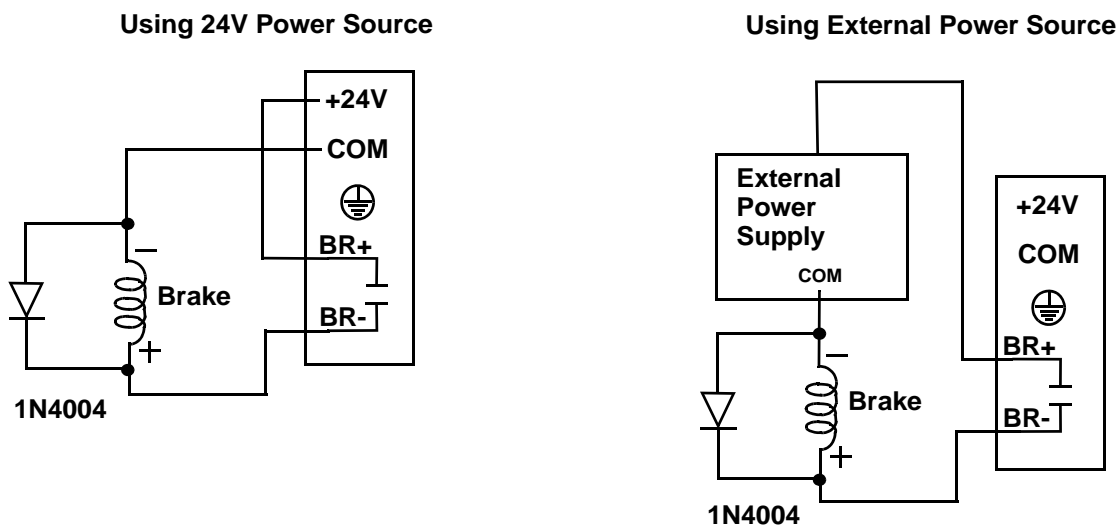 Using 24V Power Source
+24V
COM
BR+
BR-
Brake
1N4004
Using External Power Source
External
Power
Supply
COM
+24V
COM
BR+
BR-
Brake
1N4004